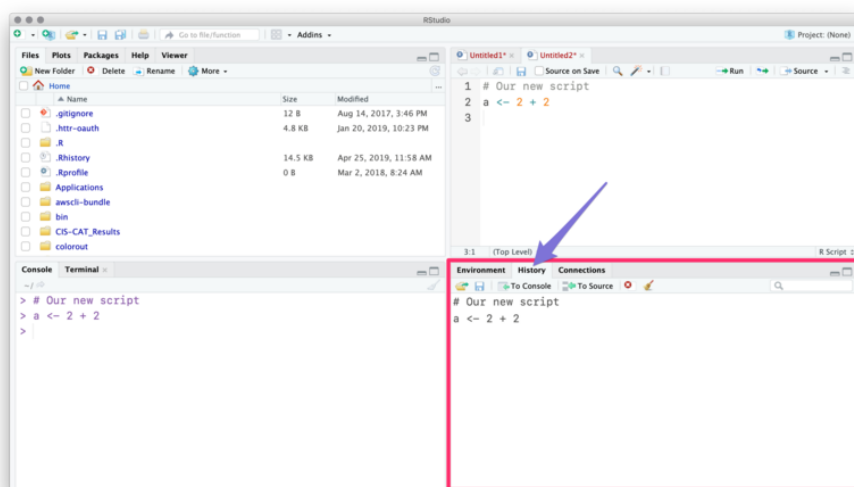 RStudio
Go to file/function Addins Project: (None)
Files Plots Packages Help Viewer
New Folder Delete Rename More
Home ...
Name Size Modified
.gitignore 12 B Aug 14, 2017, 3:46 PM
.httr-oauth 4.8 KB Jan 20, 2019, 10:23 PM
.R
.Rhistory 14.5 KB Apr 25, 2019, 11:58 AM
.Rprofile 0 B Mar 2, 2018, 8:24 AM
Applications
awscli-bundle
bin
CIS-CAT_Results
colorout
Untitled1* × Untitled2* ×
Source on Save Run Source
1 # Our new script
2 a <- 2 + 2
3
3:1 (Top Level) R Script
Console Terminal ×
~/
> # Our new script
> a <- 2 + 2
>
Environment History Connections
To Console To Source
# Our new script
a <- 2 + 2